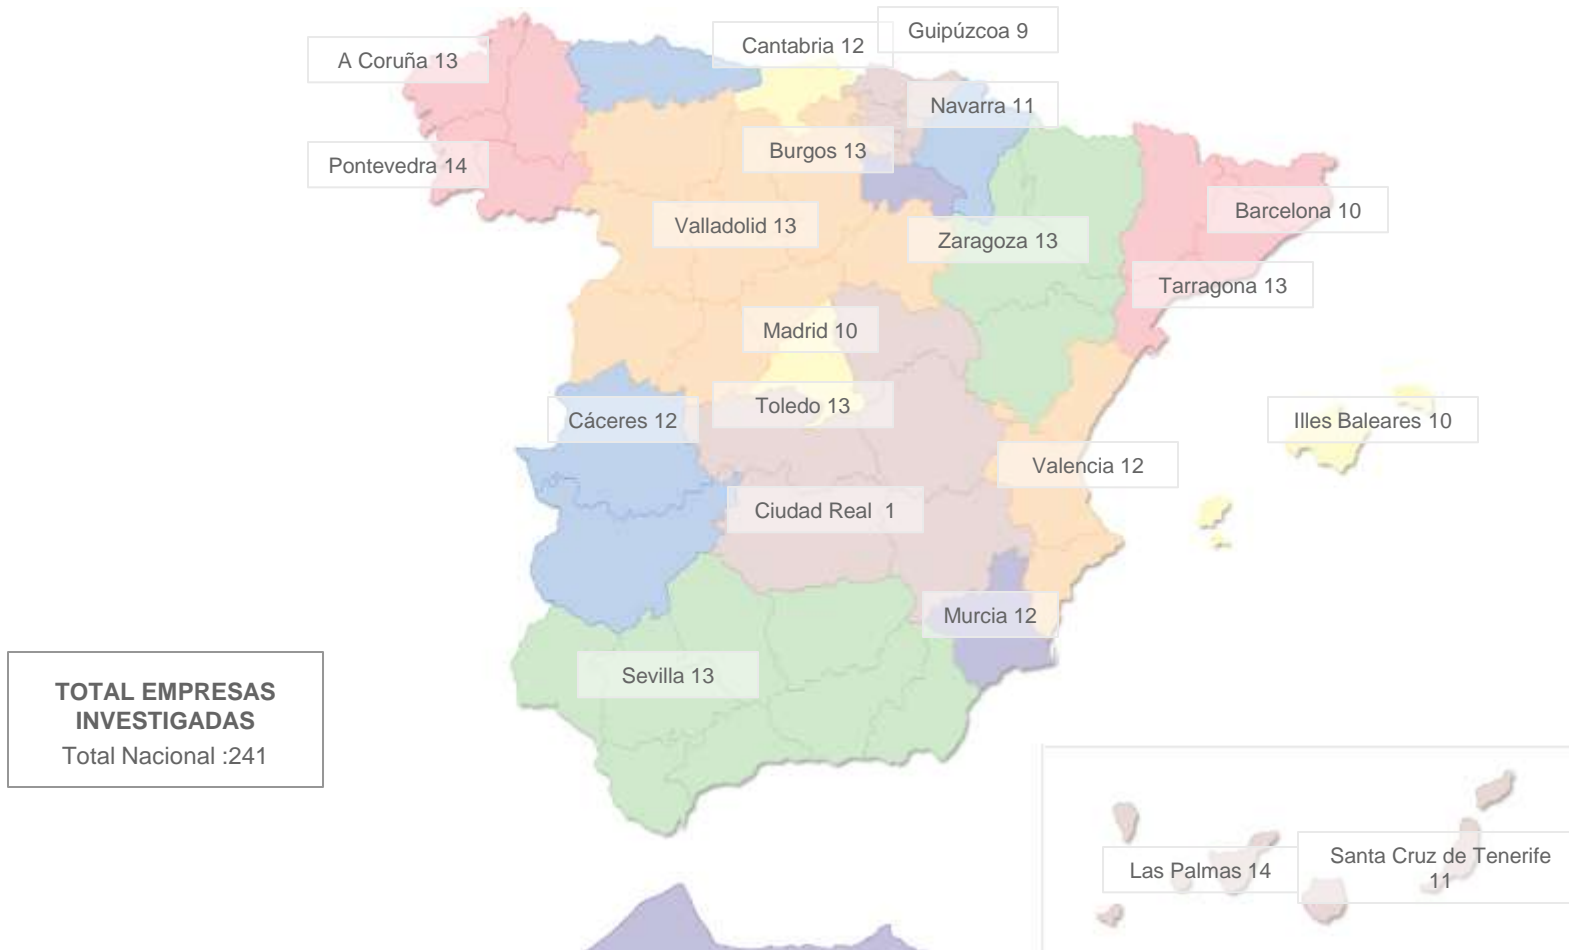 Guipúzcoa 9
Cantabria 12
A Coruña 13
Navarra 11
Burgos 13
Pontevedra 14
Barcelona 10
Valladolid 13
Zaragoza 13
Tarragona 13
Madrid 10
Toledo 13
Cáceres 12
Illes Baleares 10
Valencia 12
Ciudad Real  1
Murcia 12
Sevilla 13
TOTAL EMPRESAS
INVESTIGADAS
Total Nacional :241
Las Palmas 14
Santa Cruz de Tenerife
11